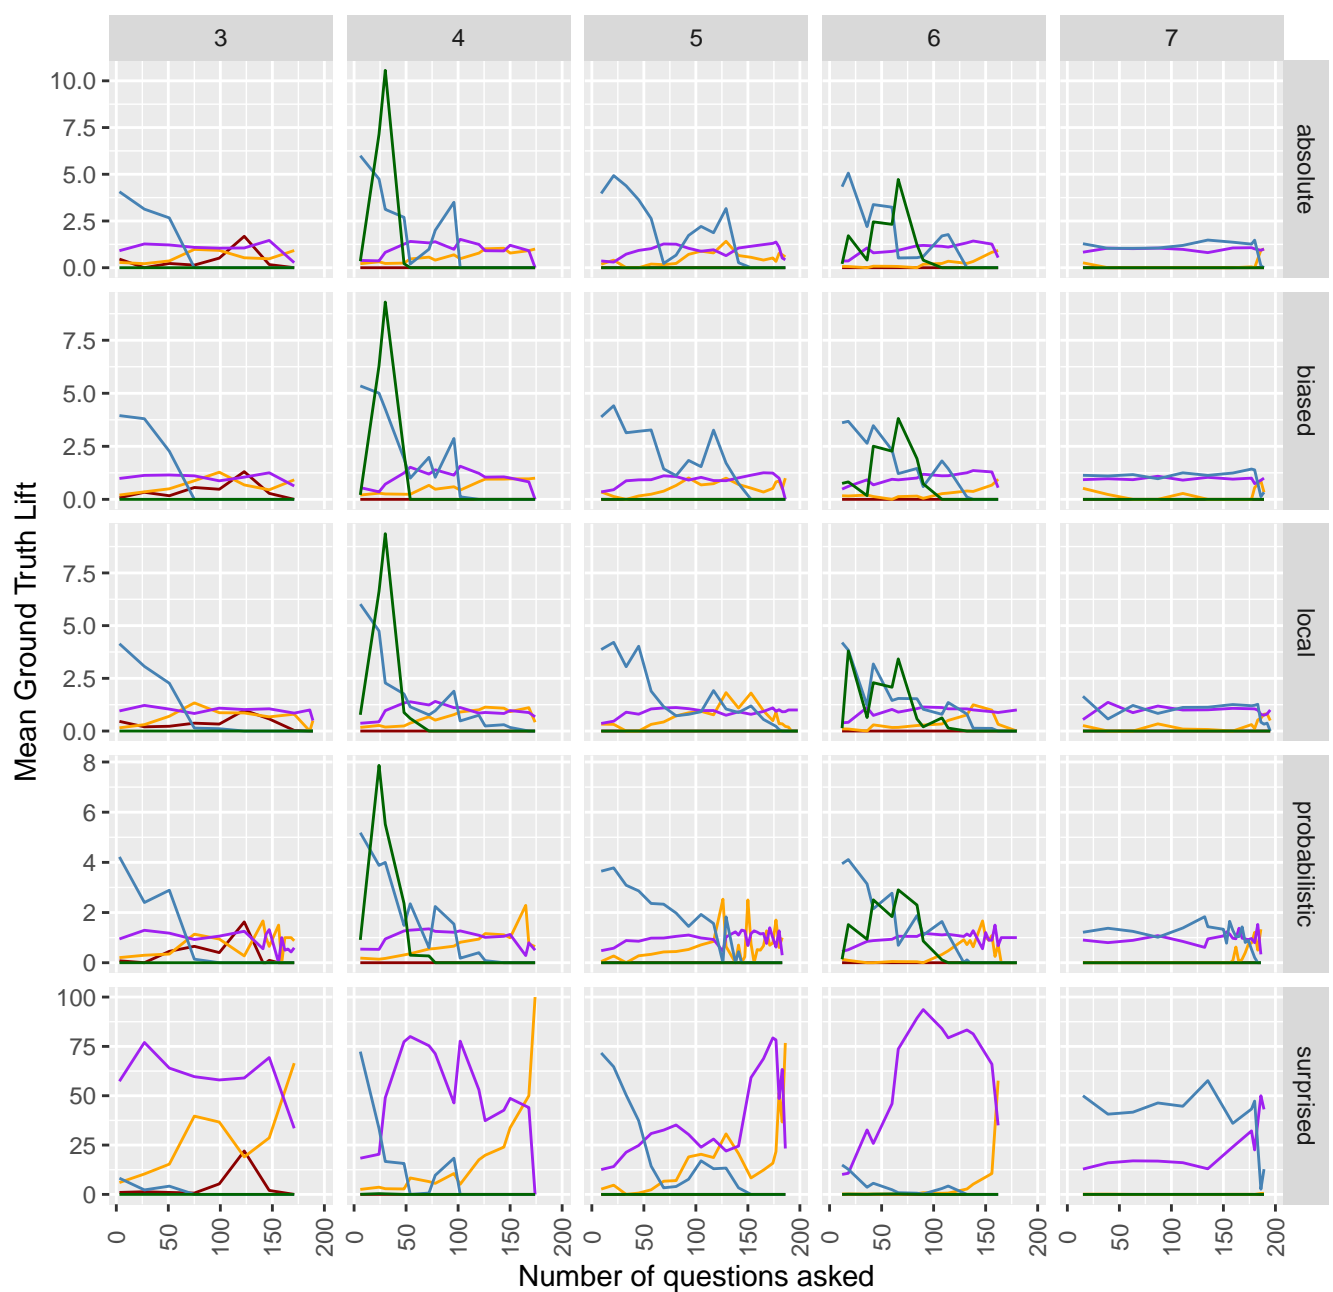 3 4 5 6 7
10.0
7.5
5.0
2.5
0.0
absolute
7.5
5.0
2.5
0.0
biased
7.5
5.0
2.5
0.0
local
8
6
4
2
0
probabilistic
100
75
50
25
0
surprised
Mean Ground Truth Lift
0 50 100 150 200 0 50 100 150 200 0 50 100 150 200 0 50 100 150 200 0 50 100 150 200
Number of questions asked